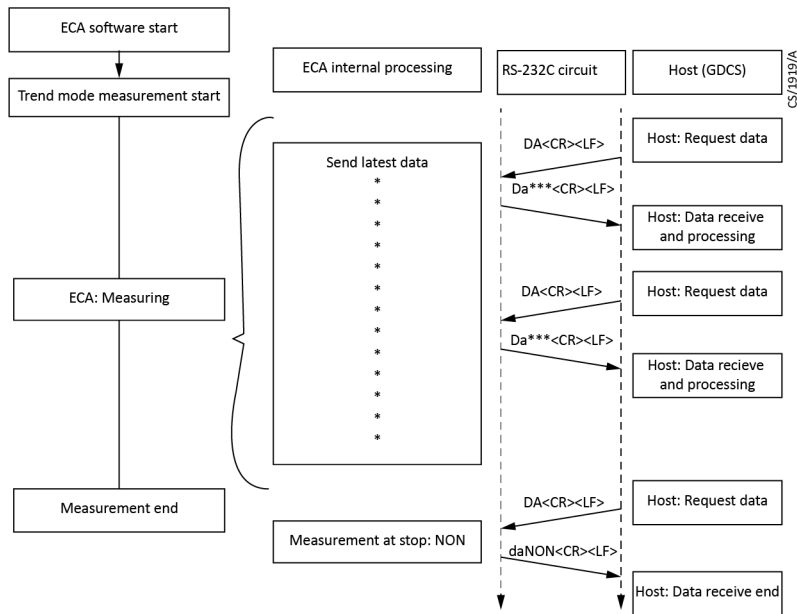 ECA software start
Trend mode measurement start
ECA: Measuring
Measurement end
ECA internal processing
Send latest data
*
*
*
*
*
*
*
*
*
*
*
*
*
Measurement at stop: NON
RS-232C circuit
DA<CR><LF>
Da***<CR><LF>
DA<CR><LF>
Da***<CR><LF>
DA<CR><LF>
daNON<CR><LF>
Host (GDCS)
Host: Request data
Host: Data receive
and processing
Host: Request data
Host: Data recieve
and processing
Host: Request data
Host: Data receive end
CS/1919/A